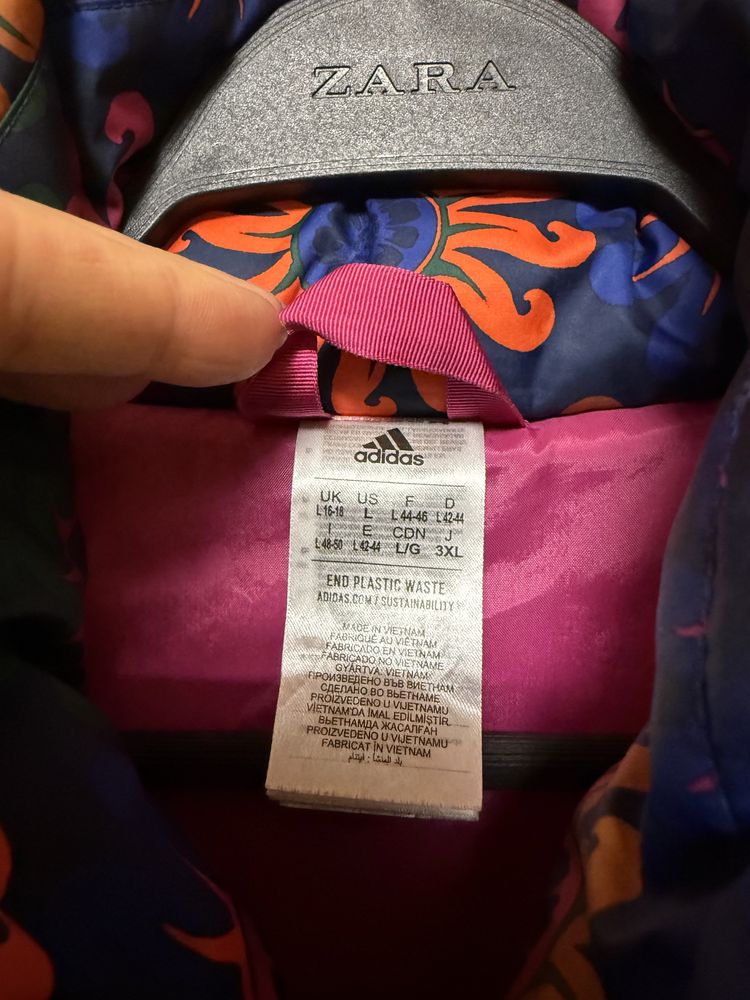 ZARA
adidas
UK US F D
L 16-18 L L 44-46 L 42-44
I E CDN J
L 48-50 L 42-44 L/G 3XL
END PLASTIC WASTE
ADIDAS.COM / SUSTAINABILITY
MADE IN VIETNAM
FABRIQUÉ AU VIETNAM
FABRICADO EN VIETNAM
FABRICADO NO VIETNAME
GYÁRTVA: VIETNAM
ПРОИЗВЕДЕНО ВЪВ ВИЕТНАМ
СДЕЛАНО ВО ВЬЕТНАМЕ
PROIZVEDENO U VIJETNAMU
VIETNAM'DA İMAL EDİLMİŞTİR
ВЬЕТНАМДА ЖАСАЛҒАН
PROIZVEDENO U VIJETNAMU
FABRICAT ÎN VIETNAM
بلد المنشأ : فيتنام